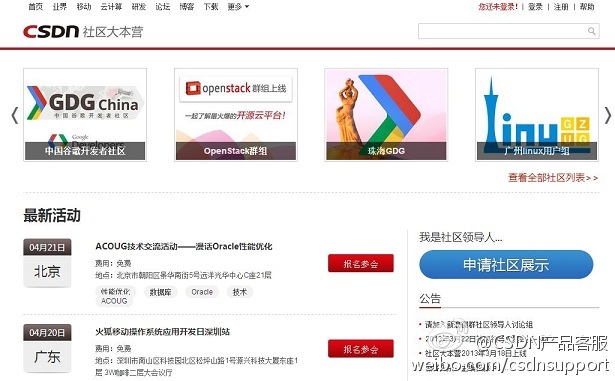 首页 业界 移动 云计算 研发 论坛 博客 下载 更多
您还未登录! | 登录 | 注册 | 帮助
CSDN 社区大本营
GDG China
中国谷歌开发者社区
Google
Developers
中国谷歌开发者社区
openstack 群组上线
一起了解最火爆的开源云平台!
OpenStack群组
珠海GDG
Linux
GZ
UG
广州linux用户组
查看全部社区列表>>
最新活动
04月21日
北京
ACOUG技术交流活动——漫话Oracle性能优化
费用：免费
地点：北京市朝阳区景华南街5号远洋光华中心C座21层
性能优化 数据库 Oracle 技术
ACOUG
报名参会
04月20日
广东
火狐移动操作系统应用开发日深圳站
费用：免费
地点：深圳市南山区科技园北区松坪山路1号源兴科技大厦东座1
层 3W咖啡二层大会议厅
报名参会
我是社区领导人...
申请社区展示
公告
请加入新浪微群社区领导人讨论组
社区大本营2013年3月18日上线
@CSDN产品客服
weibo.com/csdnsupport